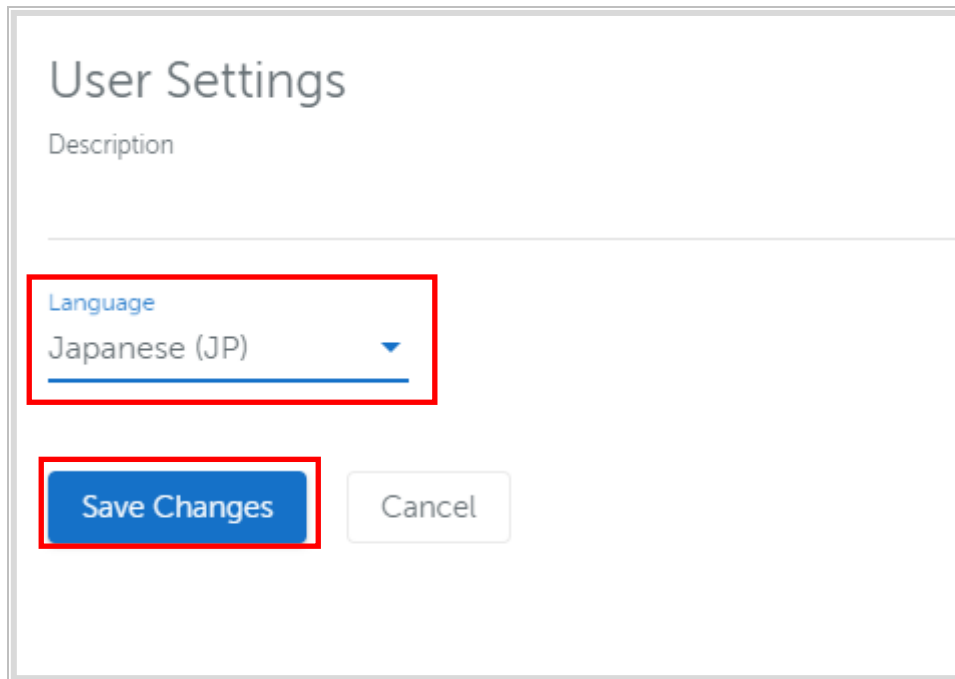 User Settings
Description
Language
Japanese (JP)
Save Changes
Cancel